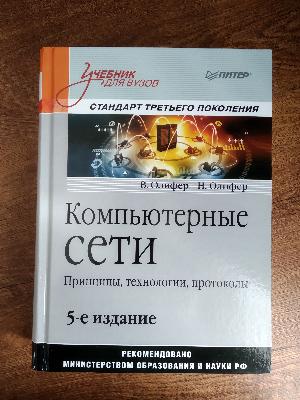 УЧЕБНИК
ДЛЯ ВУЗОВ
ПИТЕР®
СТАНДАРТ ТРЕТЬЕГО ПОКОЛЕНИЯ
В. Олифер Н. Олифер
Компьютерные
сети
Принципы, технологии, протоколы
5-е издание
РЕКОМЕНДОВАНО
МИНИСТЕРСТВОМ ОБРАЗОВАНИЯ И НАУКИ РФ